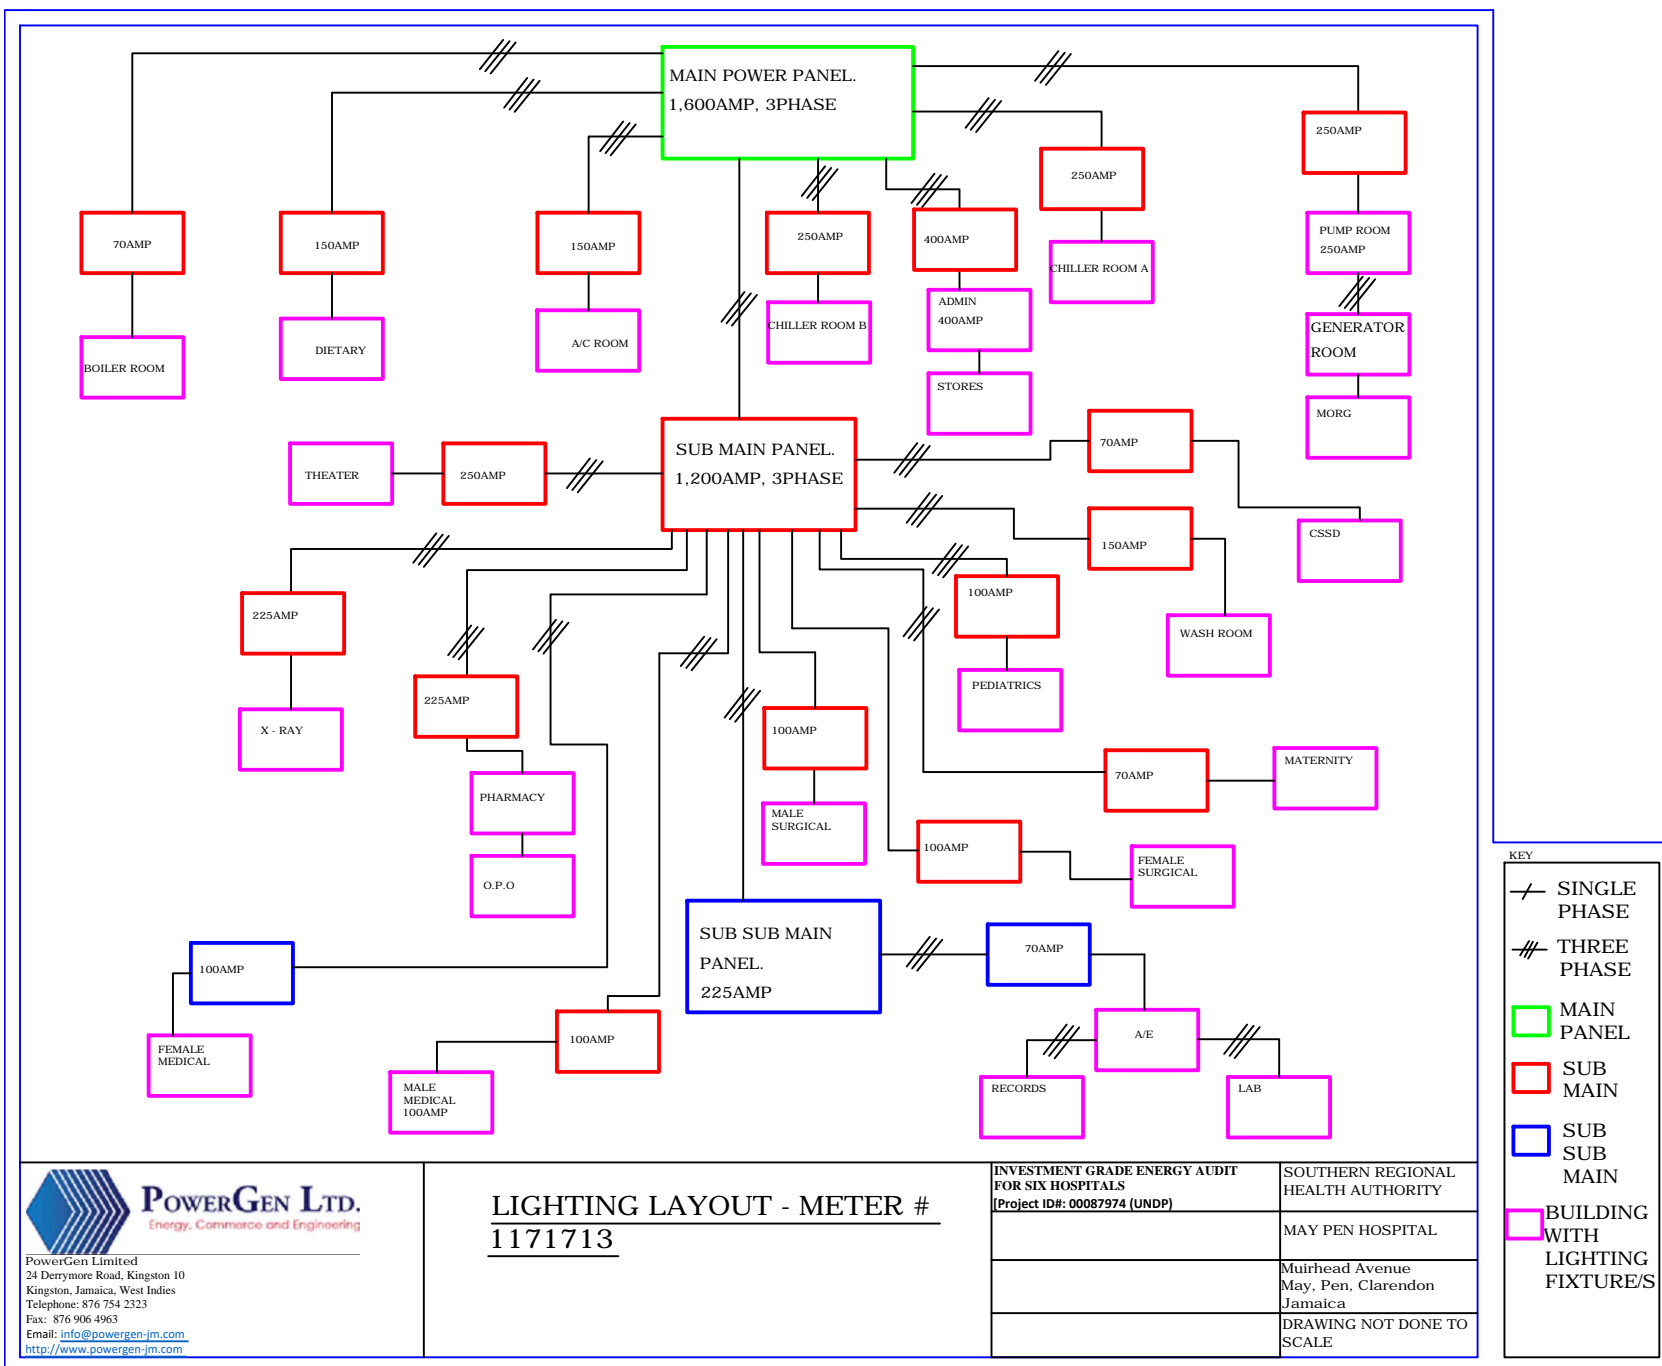 MAIN POWER PANEL.
1,600AMP, 3PHASE
250AMP
250AMP
70AMP
150AMP
150AMP
250AMP
400AMP
PUMP ROOM
250AMP
CHILLER ROOM A
ADMIN
400AMP
CHILLER ROOM B
GENERATOR
ROOM
BOILER ROOM
DIETARY
A/C ROOM
STORES
MORG
SUB MAIN PANEL.
1,200AMP, 3PHASE
THEATER
250AMP
70AMP
150AMP
CSSD
225AMP
100AMP
WASH ROOM
X - RAY
225AMP
PEDIATRICS
100AMP
70AMP
MATERNITY
PHARMACY
MALE
SURGICAL
100AMP
FEMALE
SURGICAL
O.P.O
SUB SUB MAIN
PANEL.
225AMP
70AMP
100AMP
FEMALE
MEDICAL
100AMP
MALE
MEDICAL
100AMP
A/E
RECORDS
LAB
KEY
SINGLE
PHASE
THREE
PHASE
MAIN
PANEL
SUB
MAIN
SUB
SUB
MAIN
BUILDING
WITH
LIGHTING
FIXTURE/S
POWERGEN LTD.
Energy, Commerce and Engineering
PowerGen Limited
24 Derrymore Road, Kingston 10
Kingston, Jamaica, West Indies
Telephone: 876 754 2323
Fax: 876 906 4963
Email: info@powergen-jm.com
http://www.powergen-jm.com
LIGHTING LAYOUT - METER #
1171713
INVESTMENT GRADE ENERGY AUDIT
FOR SIX HOSPITALS
[Project ID#: 00087974 (UNDP)
SOUTHERN REGIONAL
HEALTH AUTHORITY
MAY PEN HOSPITAL
Muirhead Avenue
May, Pen, Clarendon
Jamaica
DRAWING NOT DONE TO
SCALE